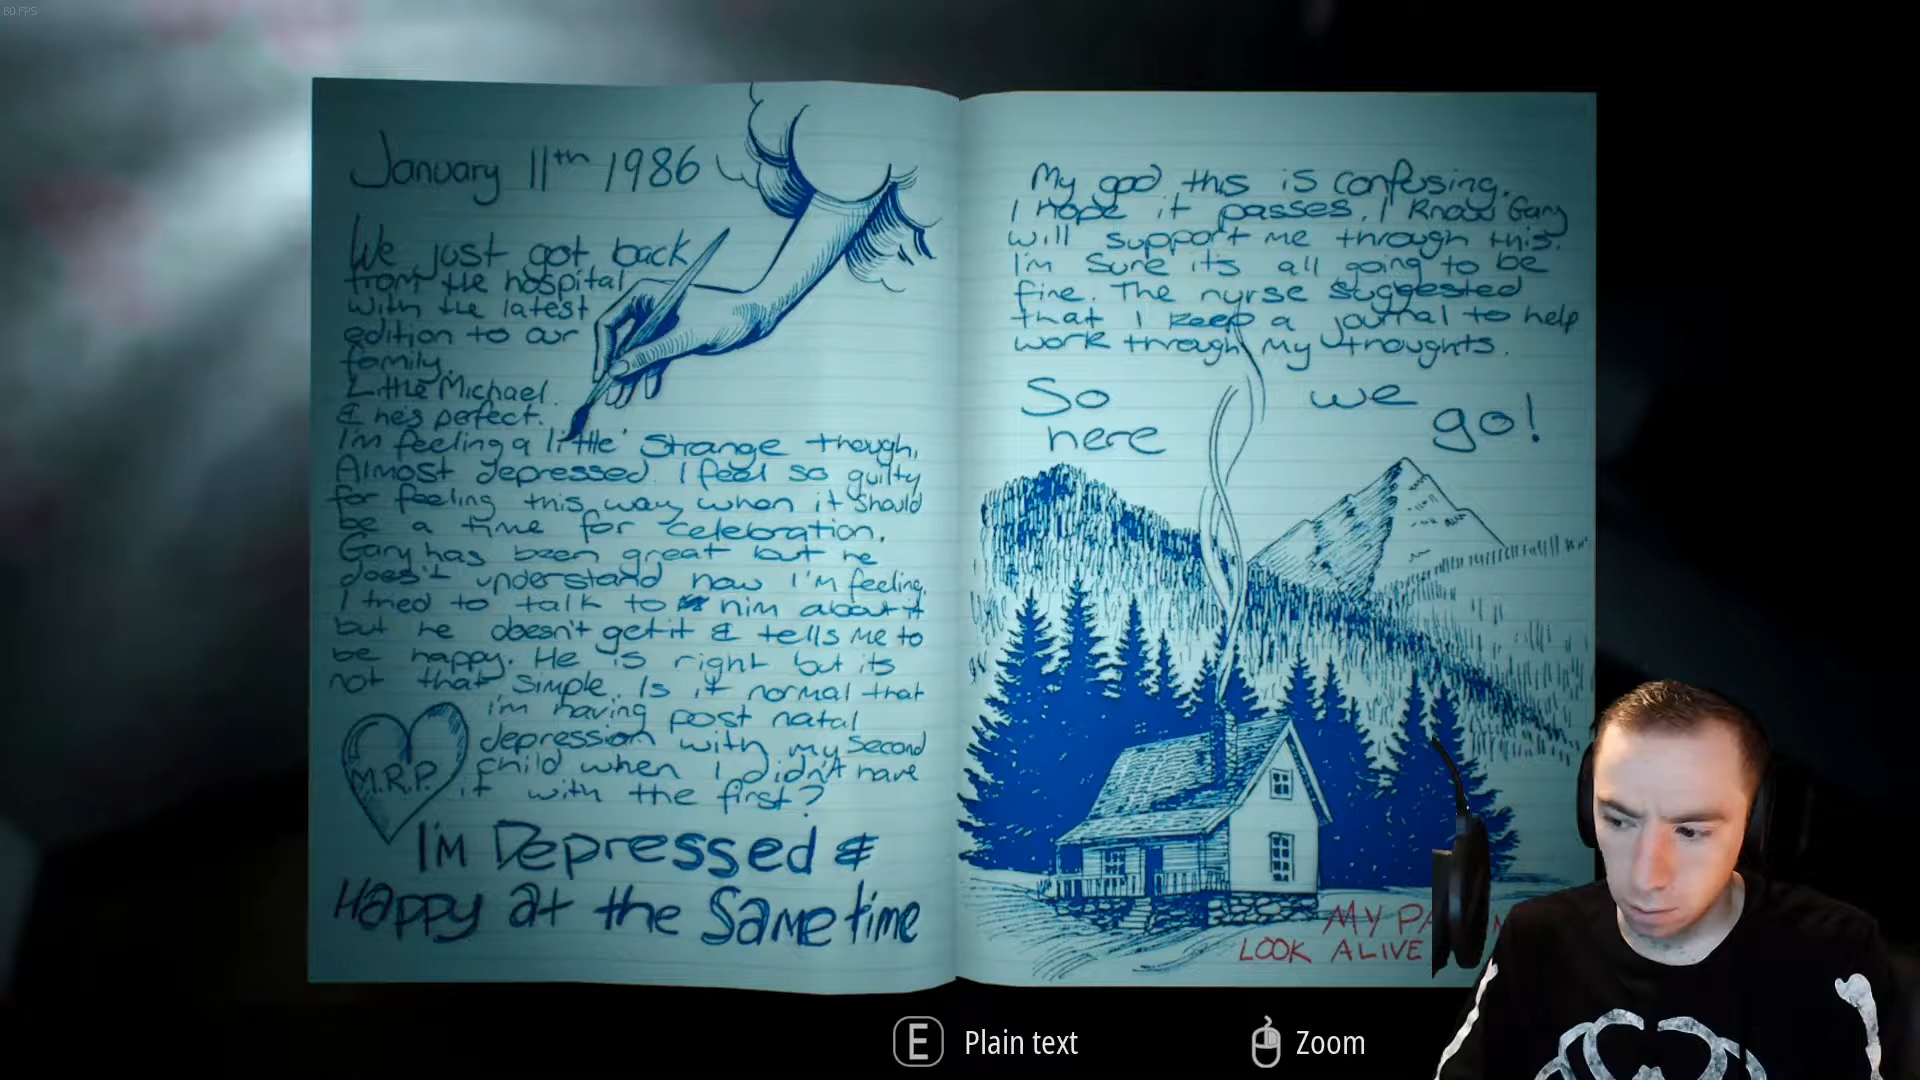 60 FPS
January 11th 1986
We just got back
from the hospital
with the latest
edition to our
family.
Little Michael.
& he's perfect.
I'm feeling a little strange though.
Almost depressed. I feel so guilty
for feeling this way when it should
be a time for celebration.
Gary has been great but he
doesn't understand how I'm feeling.
I tried to talk to him about it
but he doesn't get it & tells me to
be happy. He is right but its
not that simple. Is it normal that
i'm having post natal
depression with my second
child when I didn't have
it with the first?
M.R.P.
I'm Depressed &
Happy at the Same time
My god this is confusing.
I hope it passes. I know Gary
will support me through this.
I'm sure it's all going to be
fine. The nurse suggested
that I keep a journal to help
work through my thoughts.
So we
here go!
MY
LOOK ALIVE
E Plain text
Zoom